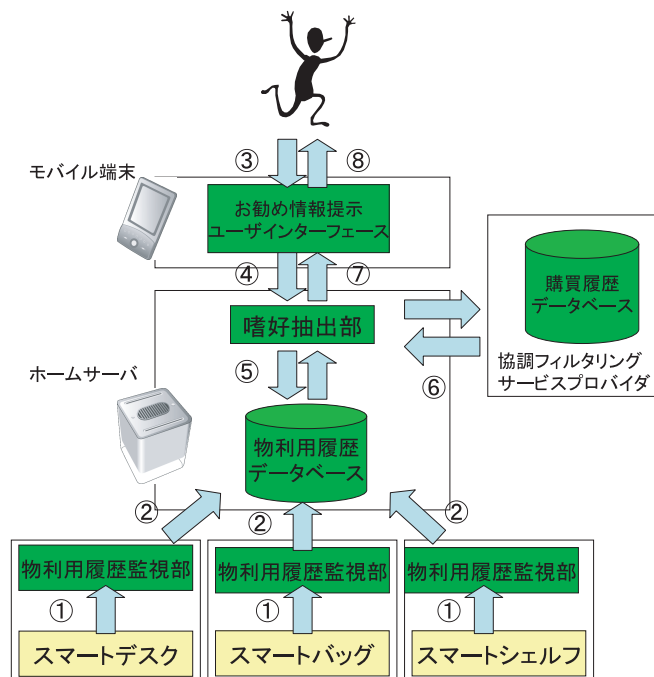 ③
⑧
モバイル端末
お勧め情報提示
ユーザインターフェース
④
⑦
購買履歴
データベース
嗜好抽出部
協調フィルタリング
サービスプロバイダ
ホームサーバ
⑤
⑥
物利用履歴
データベース
②
②
②
物利用履歴監視部
物利用履歴監視部
物利用履歴監視部
①
①
①
スマートデスク
スマートバッグ
スマートシェルフ